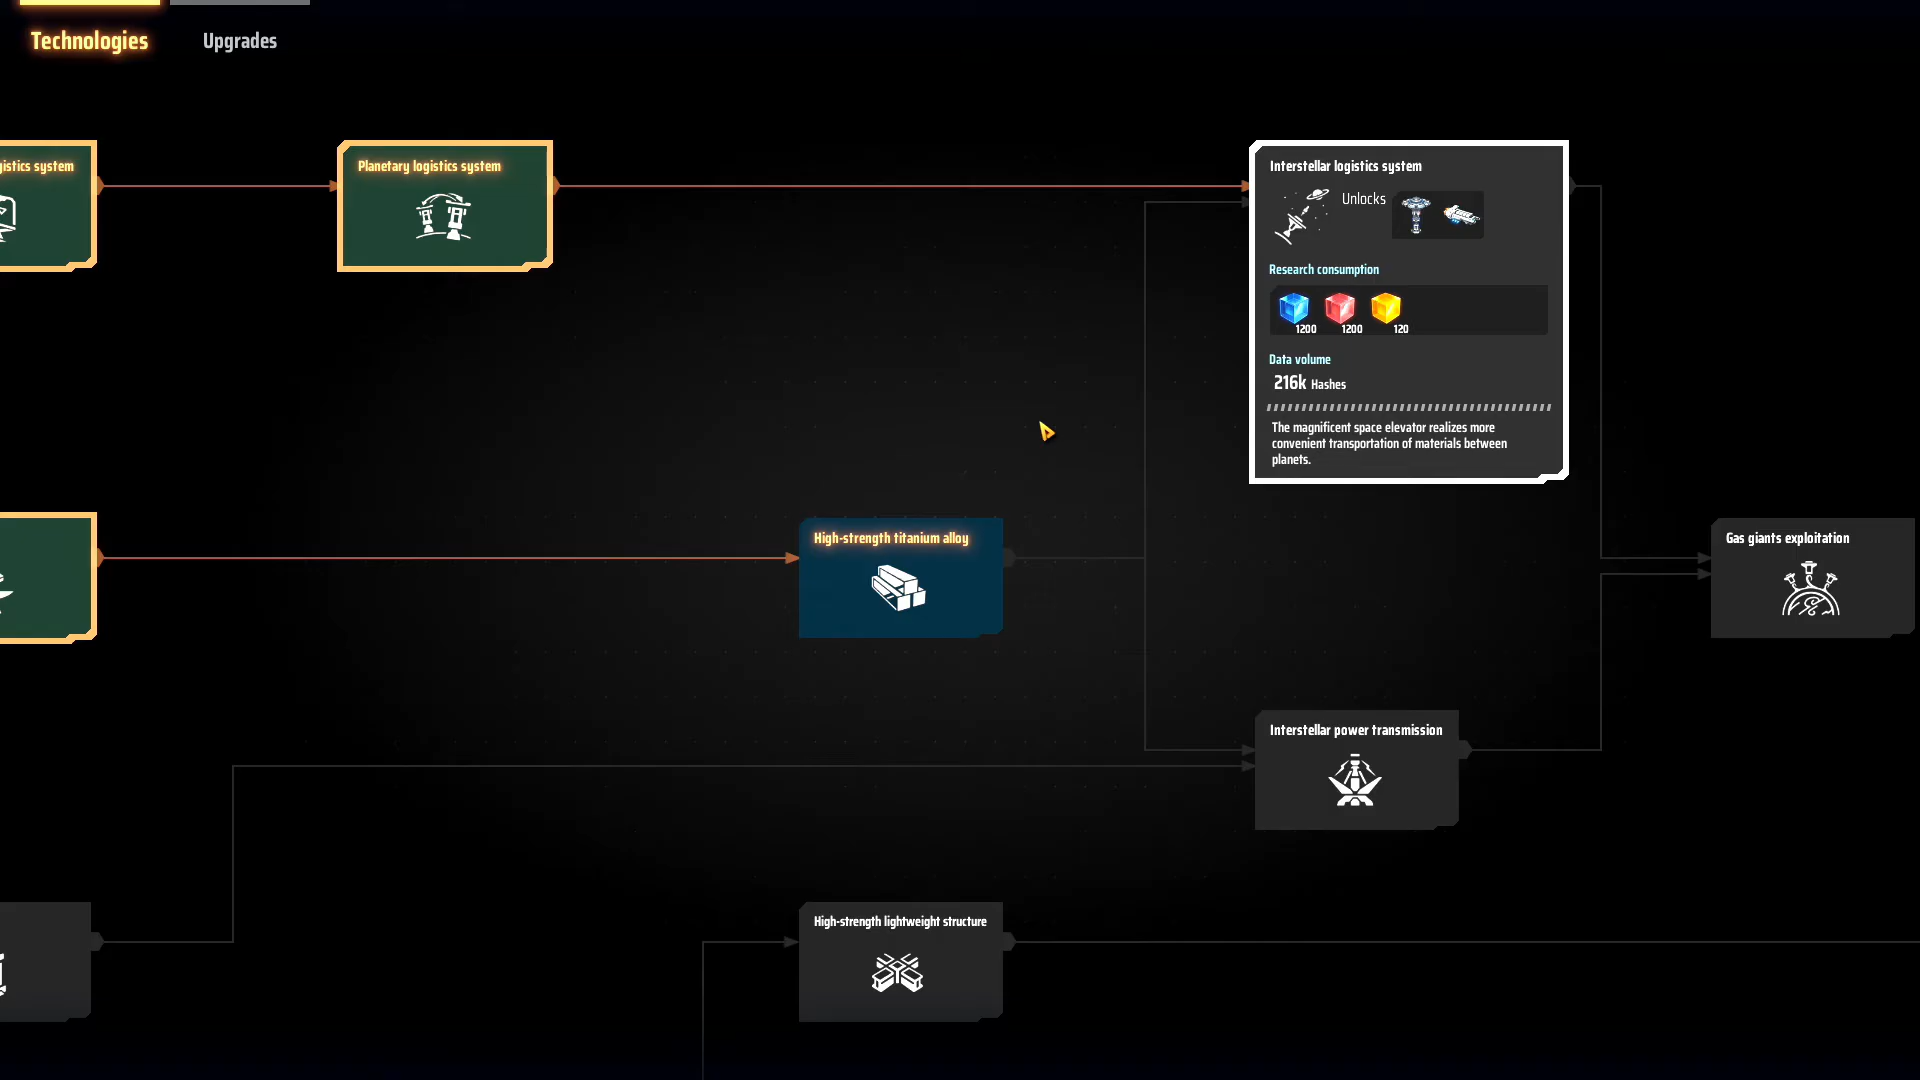 Technologies
Upgrades
gistics system
Planetary logistics system
Interstellar logistics system
Unlocks
Research consumption
1200
1200
120
Data volume
216k Hashes
The magnificent space elevator realizes more
convenient transportation of materials between
planets.
High-strength titanium alloy
Gas giants exploitation
Interstellar power transmission
High-strength lightweight structure